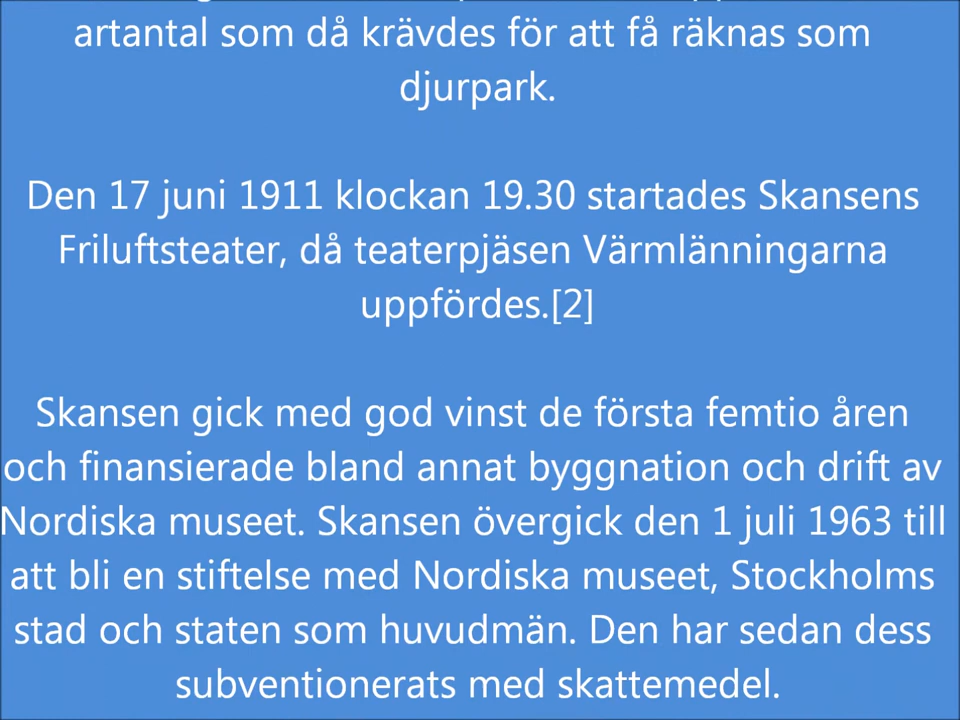 artantal som då krävdes för att få räknas som
djurpark.
Den 17 juni 1911 klockan 19.30 startades Skansens
Friluftsteater, då teaterpjäsen Värmlänningarna
uppfördes.[2]
Skansen gick med god vinst de första femtio åren
och finansierade bland annat byggnation och drift av
Nordiska museet. Skansen övergick den 1 juli 1963 till
att bli en stiftelse med Nordiska museet, Stockholms
stad och staten som huvudmän. Den har sedan dess
subventionerats med skattemedel.